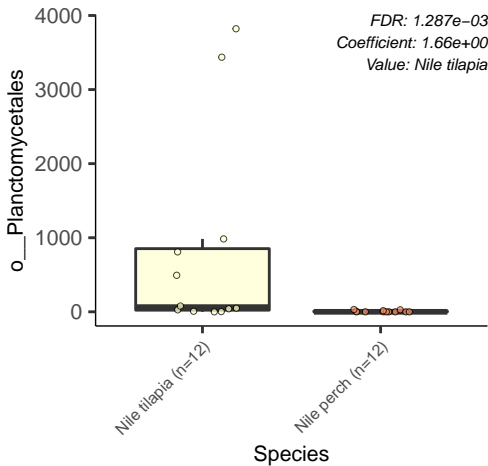 FDR: 1.287e−03
Coefficient: 1.66e+00
Value: Nile tilapia
o__Planctomycetales
4000
3000
2000
1000
0
Nile tilapia (n=12)
Nile perch (n=12)
Species